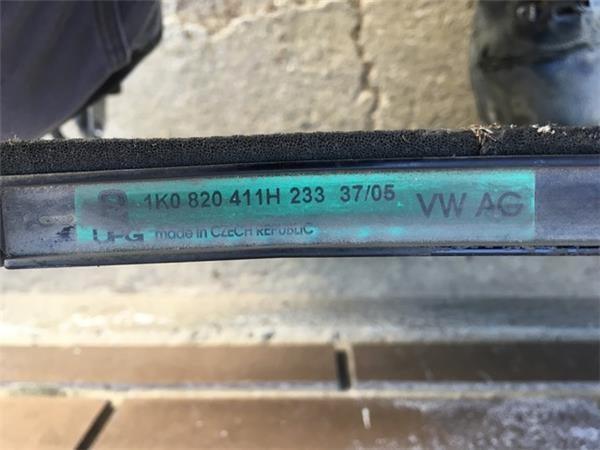 1K0 820 411H 233 37/05 VW AG
made in CZECH REPUBLIC